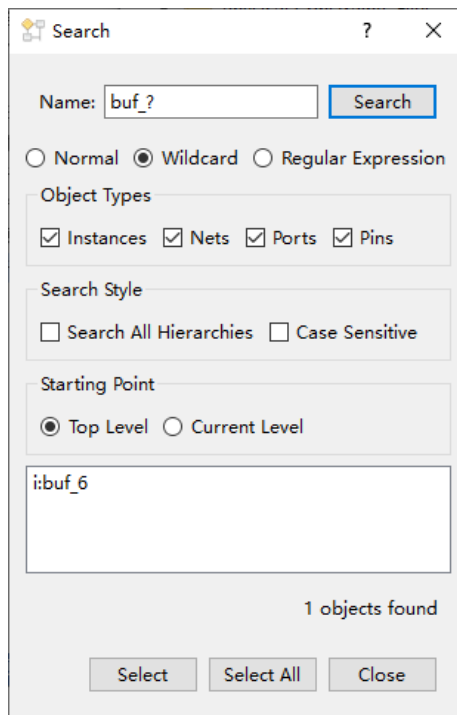 Search ?
Name: buf_? Search
Normal Wildcard Regular Expression
Object Types
Instances Nets Ports Pins
Search Style
Search All Hierarchies Case Sensitive
Starting Point
Top Level Current Level
i:buf_6
1 objects found
Select Select All Close